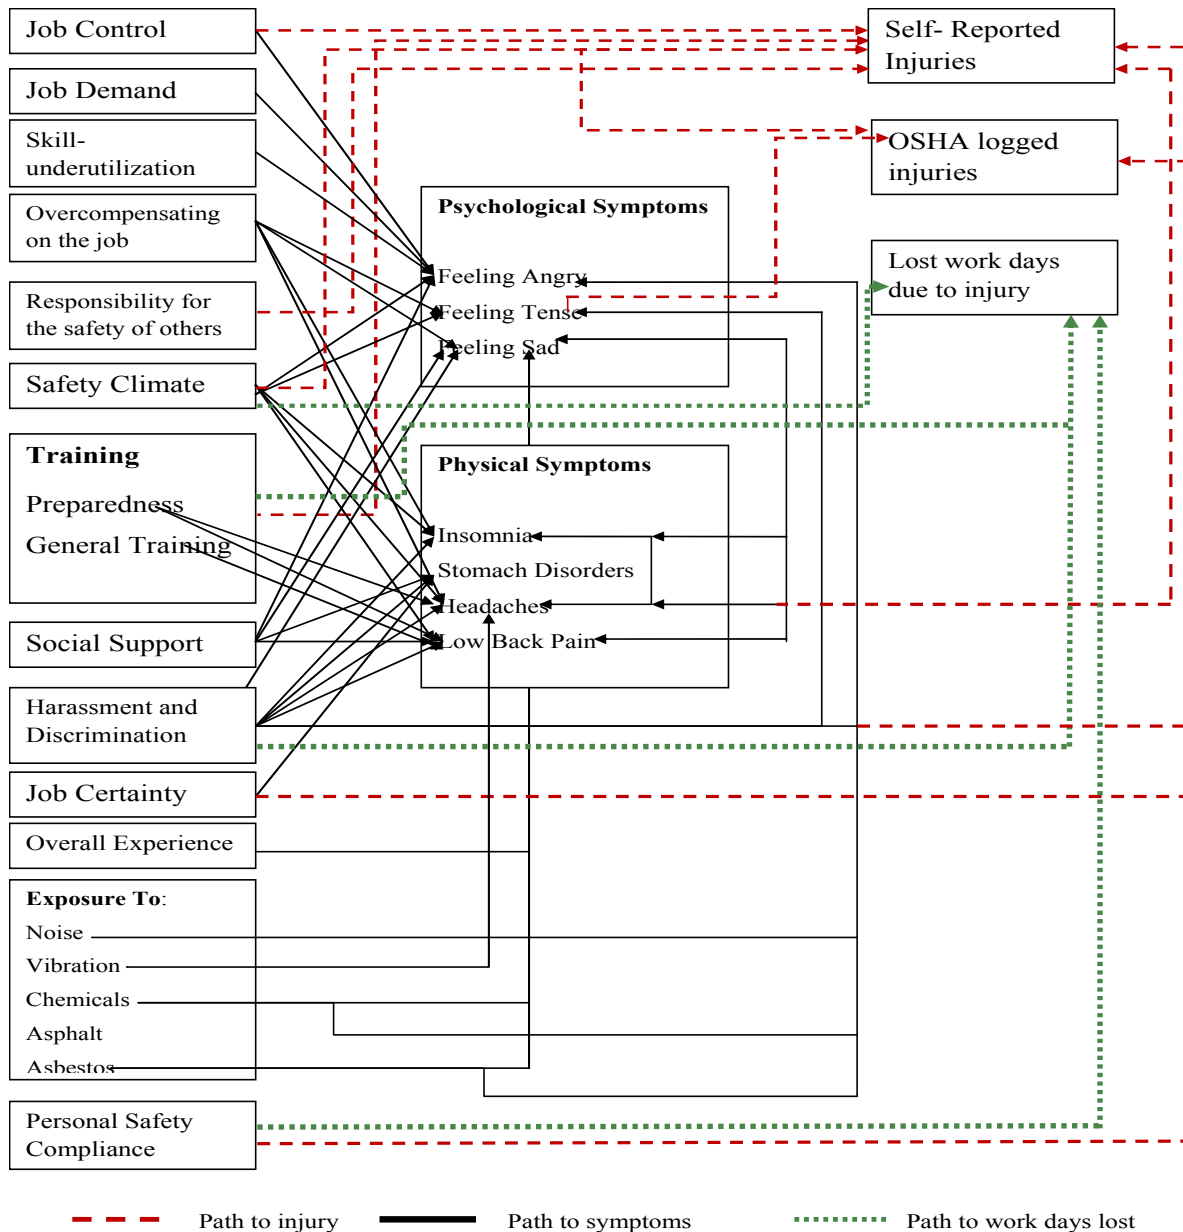 Job Control
Job Demand
Skill-
underutilization
Overcompensating
on the job
Responsibility for
the safety of others
Safety Climate
Training
Preparedness
General Training
Social Support
Harassment and
Discrimination
Job Certainty
Overall Experience
Exposure To:
Noise
Vibration
Chemicals
Asphalt
Asbestos
Personal Safety
Compliance
Psychological Symptoms
Feeling Angry
Feeling Tense
Feeling Sad
Physical Symptoms
Insomnia
Stomach Disorders
Headaches
Low Back Pain
Self- Reported
Injuries
OSHA logged
injuries
Lost work days
due to injury
Path to injury
Path to symptoms
Path to work days lost